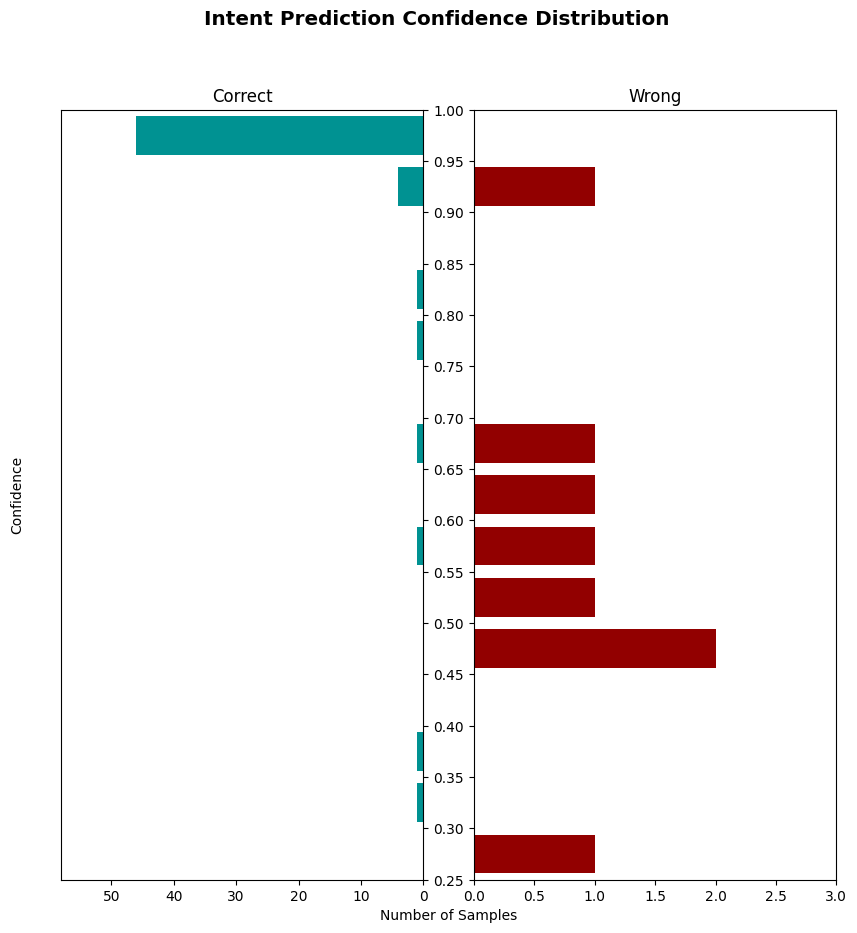 Intent Prediction Confidence Distribution
Correct
Wrong
1.00
0.95
0.90
0.85
0.80
0.75
0.70
0.65
0.60
0.55
0.50
0.45
0.40
0.35
0.30
0.25
Confidence
50 40 30 20 10 0
0.0 0.5 1.0 1.5 2.0 2.5 3.0
Number of Samples